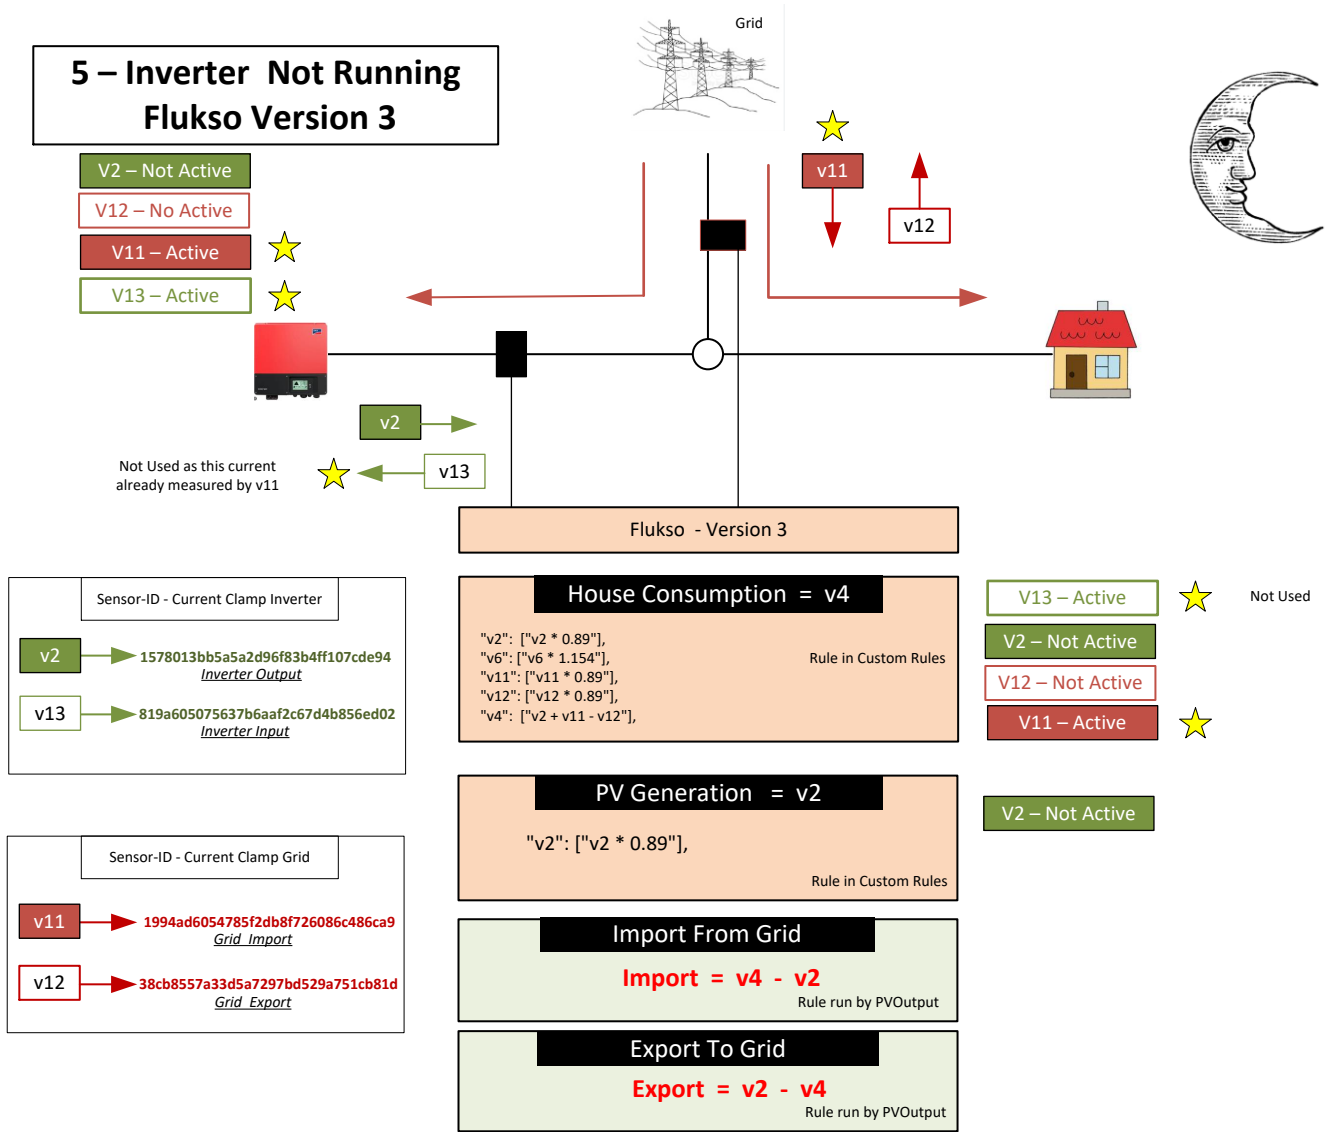 Grid
5 – Inverter  Not Running
Flukso Version 3
V2 – Not Active
V12 – No Active
V11 – Active
V13 – Active
v11
v12
v2
v13
Not Used as this current
already measured by v11
Flukso  - Version 3
Sensor-ID - Current Clamp Inverter
v2
1578013bb5a5a2d96f83b4ff107cde94
Inverter Output
v13
819a605075637b6aaf2c67d4b856ed02
Inverter Input
House Consumption  =  v4
"v2":  ["v2 * 0.89"],
"v6": ["v6 * 1.154"],
"v11": ["v11 * 0.89"],
"v12": ["v12 * 0.89"],
"v4":  ["v2 + v11 - v12"],
Rule in Custom Rules
V13 – Active
Not Used
V2 – Not Active
V12 – Not Active
V11 – Active
PV Generation   =  v2
"v2": ["v2 * 0.89"],
Rule in Custom Rules
V2 – Not Active
Sensor-ID - Current Clamp Grid
v11
1994ad6054785f2db8f726086c486ca9
Grid  Import
v12
38cb8557a33d5a7297bd529a751cb81d
Grid  Export
Import From Grid
Import  =  v4  -  v2
Rule run by PVOutput
Export To Grid
Export  =  v2  -  v4
Rule run by PVOutput